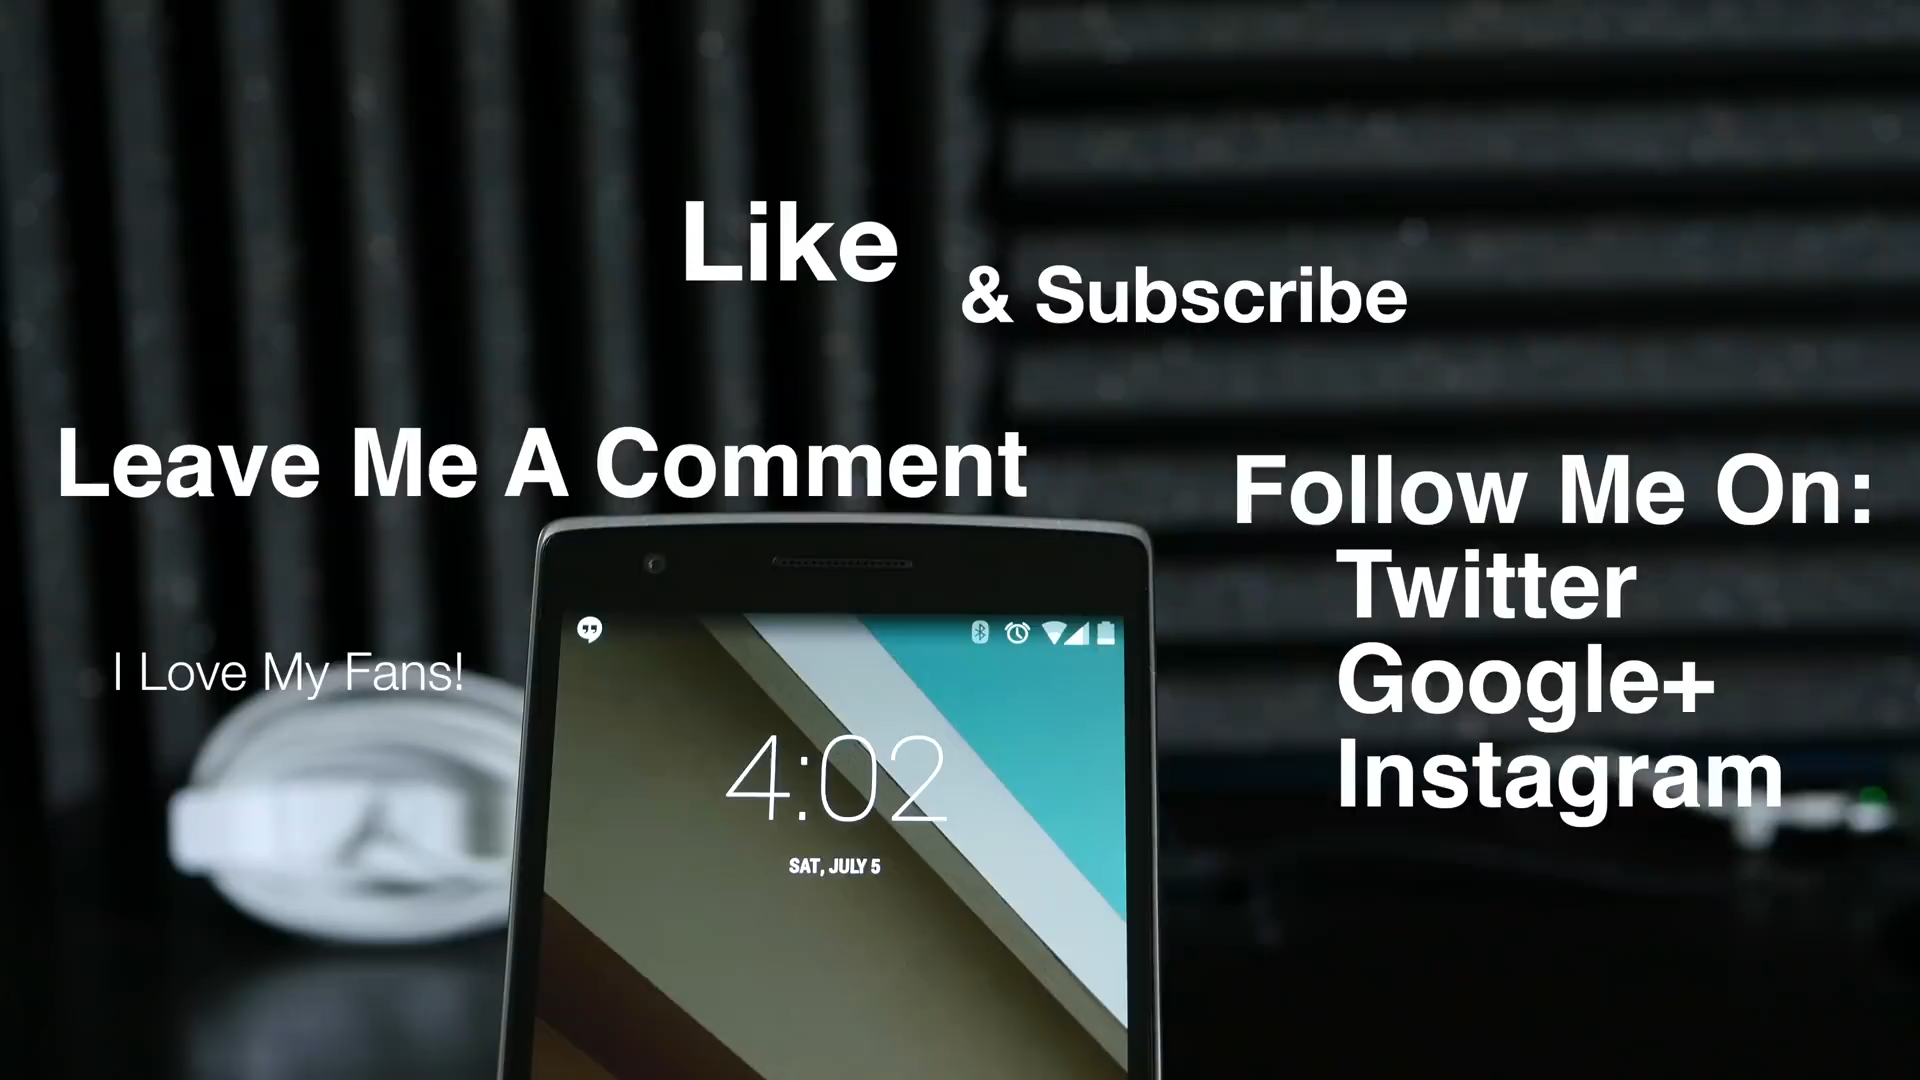 Like
& Subscribe
Leave Me A Comment
Follow Me On:
Twitter
Google+
Instagram
I Love My Fans!
4:02
SAT, JULY 5